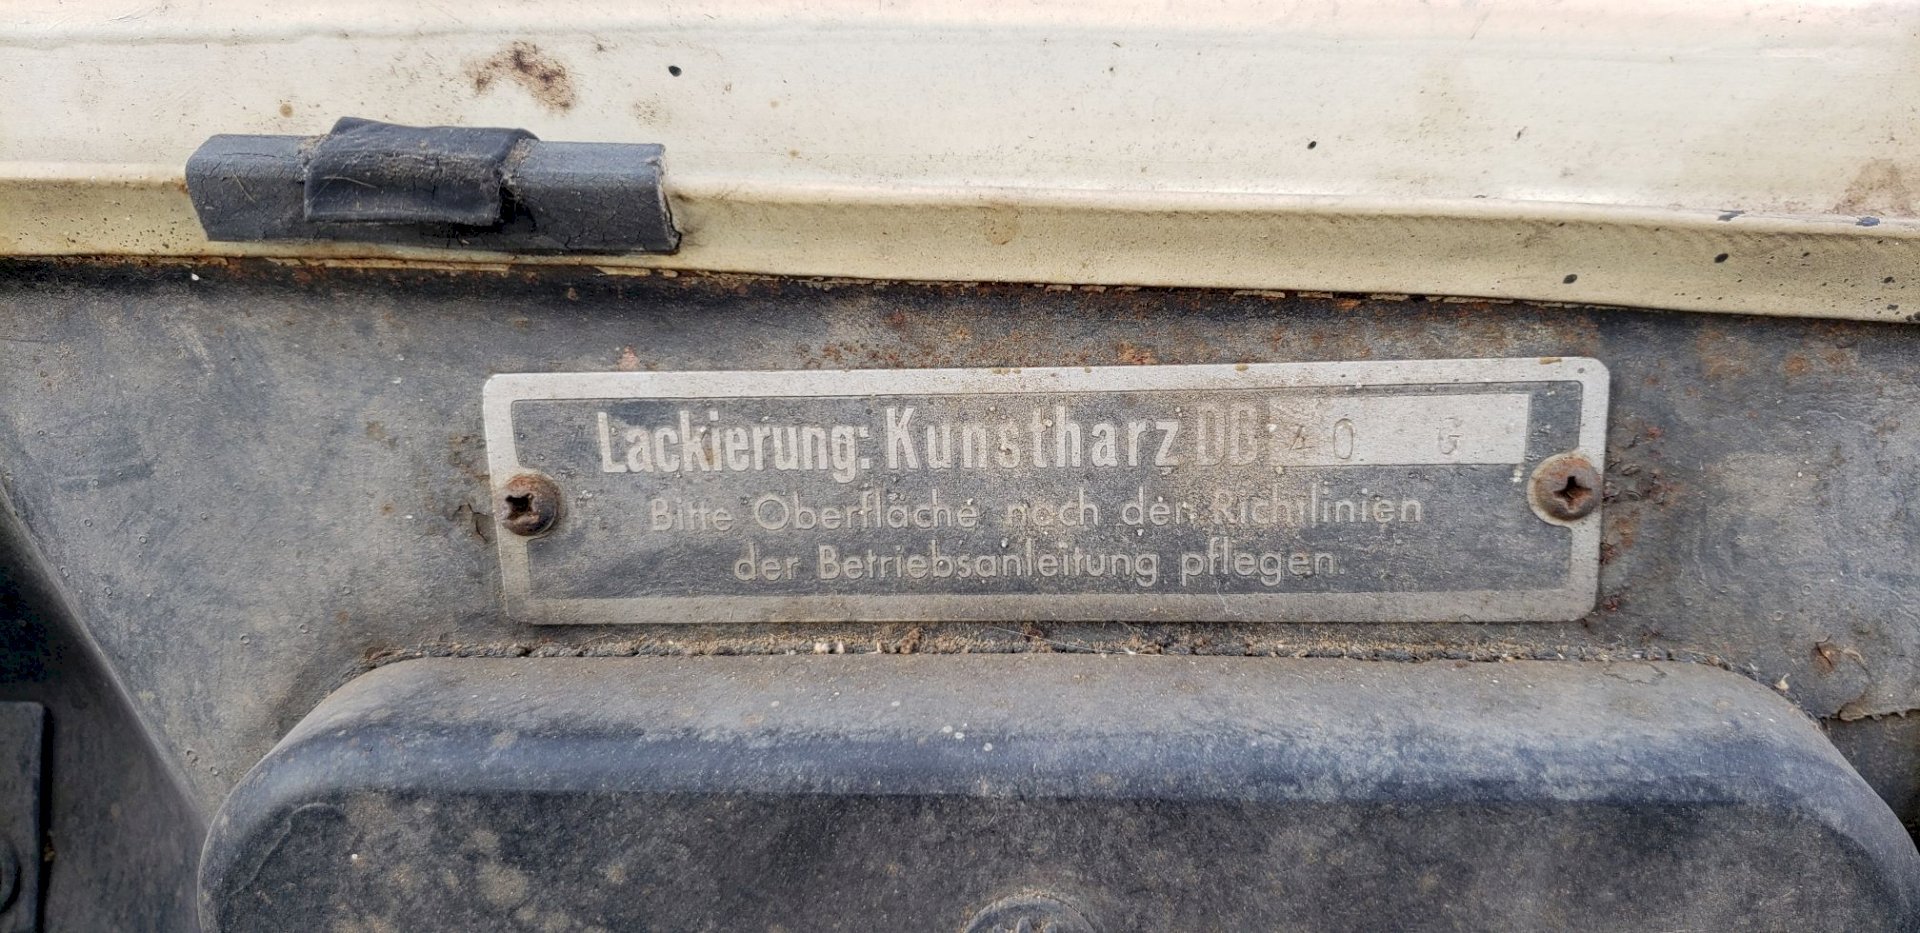 Lackierung: Kunstharz DB 40 G
Bitte Oberfläche nach den Richtlinien
der Betriebsanleitung pflegen.